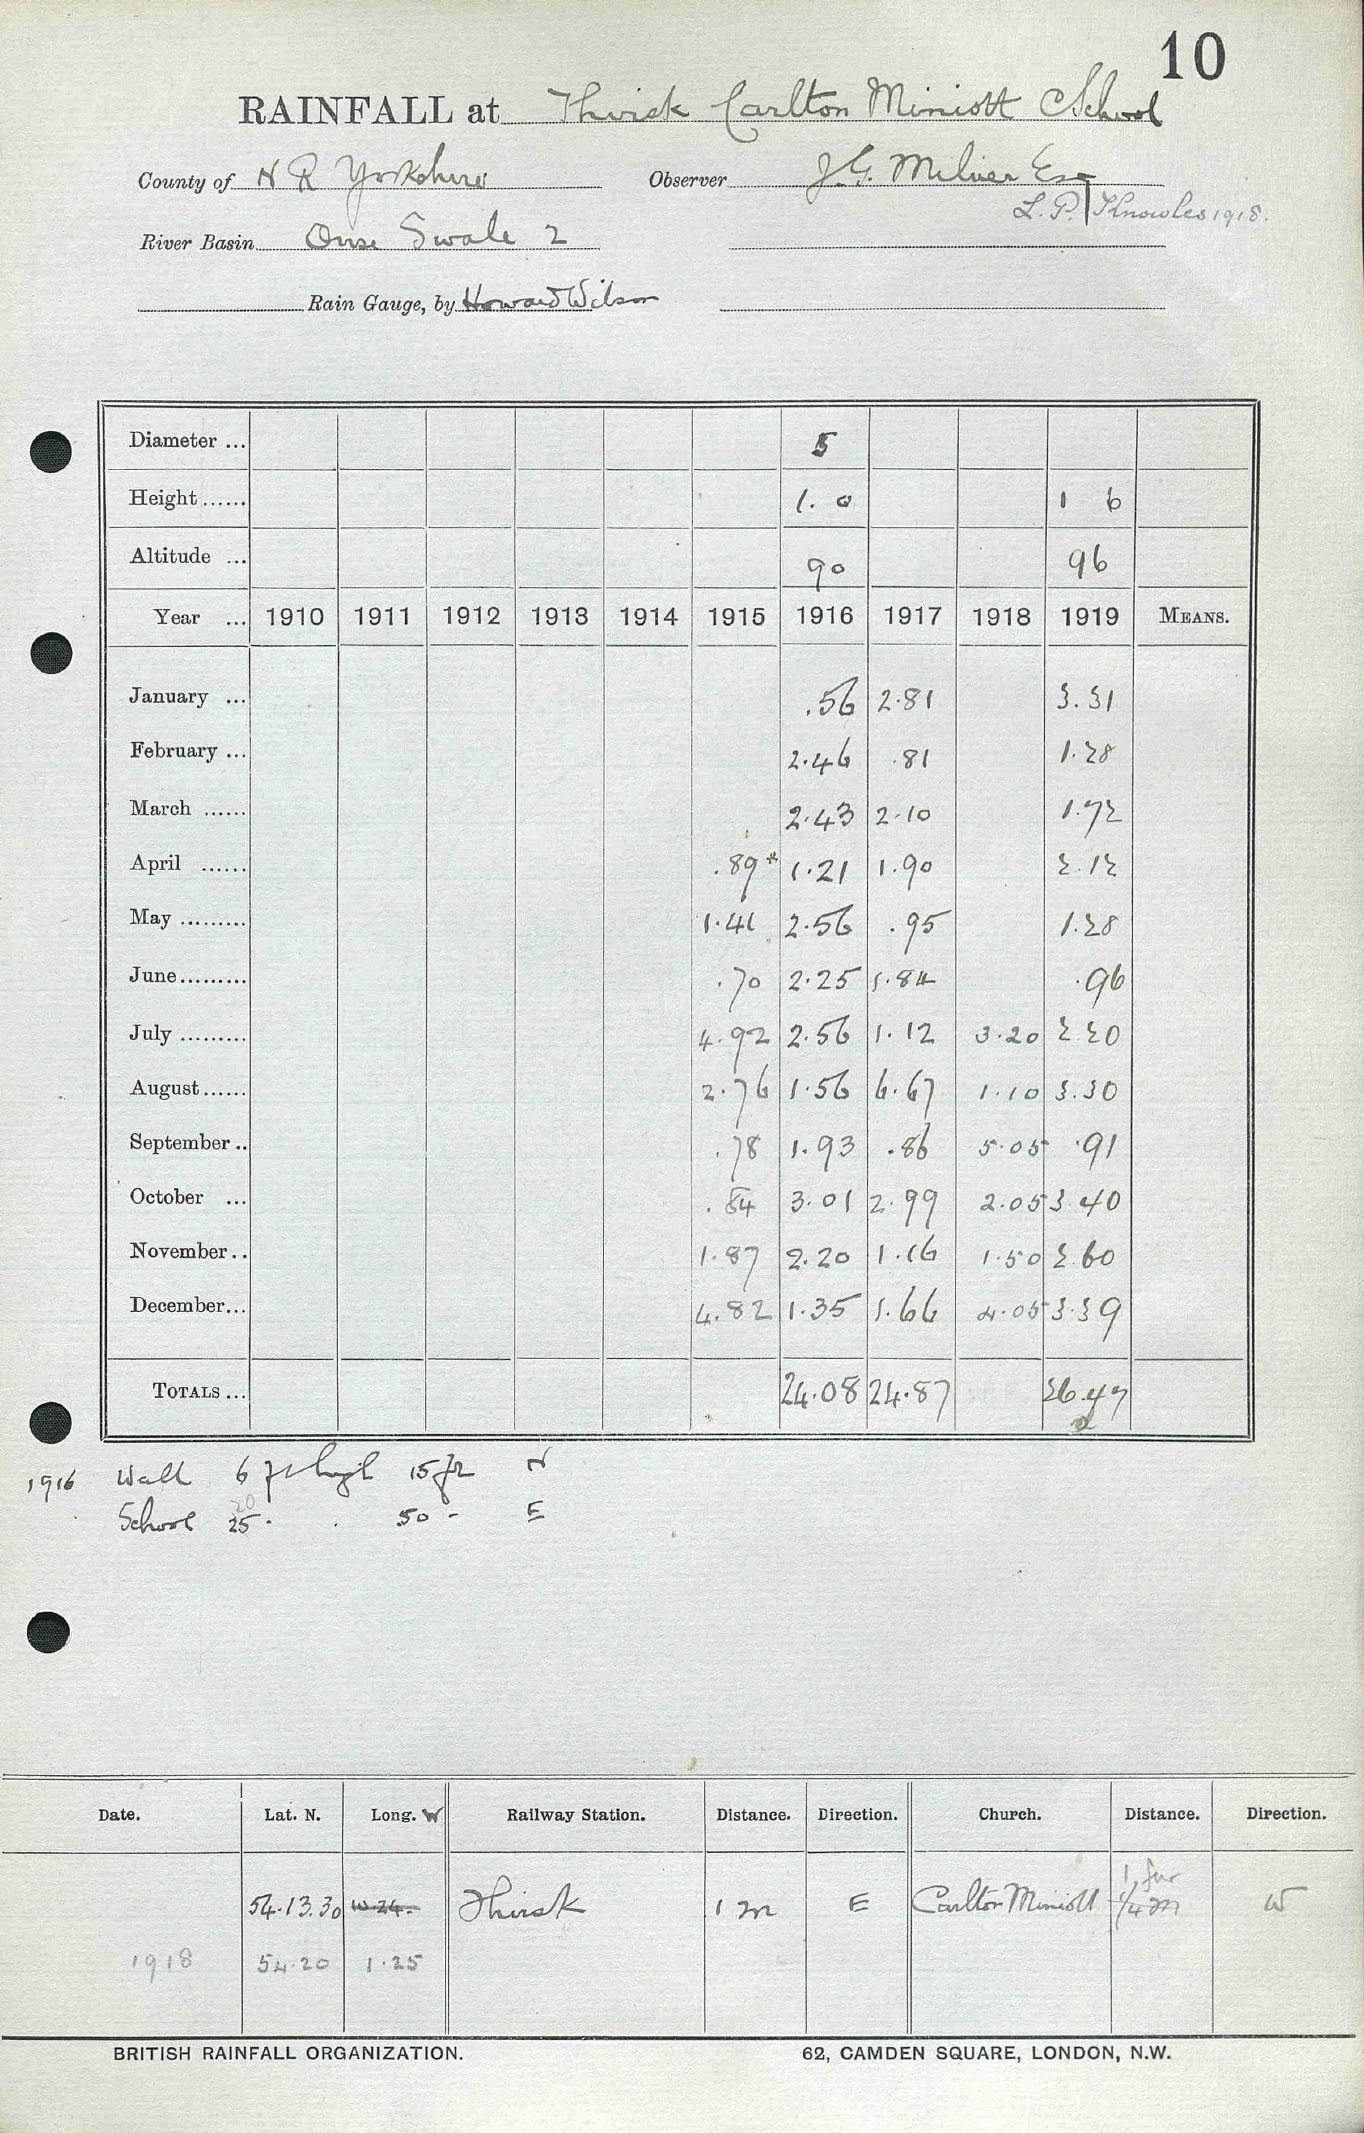 10
RAINFALL at Thirsk Carlton Miniott School
County of N R Yorkshire Observer J. G. Milner Esq
L. P. Knowles 1918.
River Basin Ouse Swale 2
Rain Gauge, by Howard Wilson
Diameter ... 5
Height ...... 1. 0 1 6
Altitude ... 90 96
Year ... 1910 1911 1912 1913 1914 1915 1916 1917 1918 1919 MEANS.
January ... .56 2.81 3.31
February ... 2.46 .81 1.28
March ...... 2.43 2.10 1.72
April ...... .89* 1.21 1.90 2.12
May ......... 1.41 2.56 .95 1.28
June ......... .70 2.25 1.84 .96
July ......... 4.92 2.56 1.12 3.20 2.20
August ...... 2.76 1.56 6.67 1.10 3.30
September .. .78 1.93 .86 5.05 .91
October ... .54 3.01 2.99 2.05 3.40
November .. 1.87 2.20 1.16 1.50 2.60
December ... 4.82 1.35 1.66 4.05 3.39
TOTALS ... 24.08 24.87 26.47
1916 Wall 6 ft high 15 ft N
20
School 25 " 50 - E
Date. Lat. N. Long. W Railway Station. Distance. Direction. Church. Distance. Direction.
1 fur
54.13.30 Thirsk 1 m E Carlton Miniott 1/4 m W
1918 54.20 1.25
BRITISH RAINFALL ORGANIZATION. 62, CAMDEN SQUARE, LONDON, N.W.